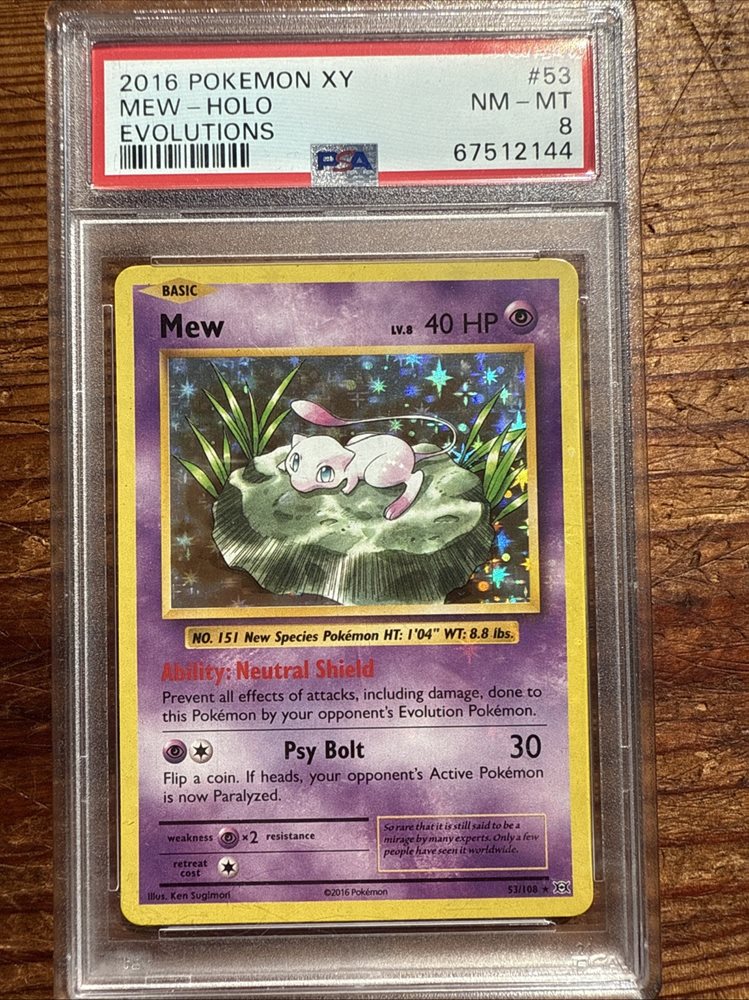 2016 POKEMON XY #53
MEW - HOLO NM - MT
EVOLUTIONS 8
PSA 67512144
BASIC
Mew LV.8 40 HP
NO. 151 New Species Pokémon HT: 1'04" WT: 8.8 lbs.
Ability: Neutral Shield
Prevent all effects of attacks, including damage, done to
this Pokémon by your opponent's Evolution Pokémon.
Psy Bolt 30
Flip a coin. If heads, your opponent's Active Pokémon
is now Paralyzed.
weakness ×2 resistance
retreat
cost
So rare that it is still said to be a
mirage by many experts. Only a few
people have seen it worldwide.
Illus. Ken Sugimori ©2016 Pokémon 53/108 ★